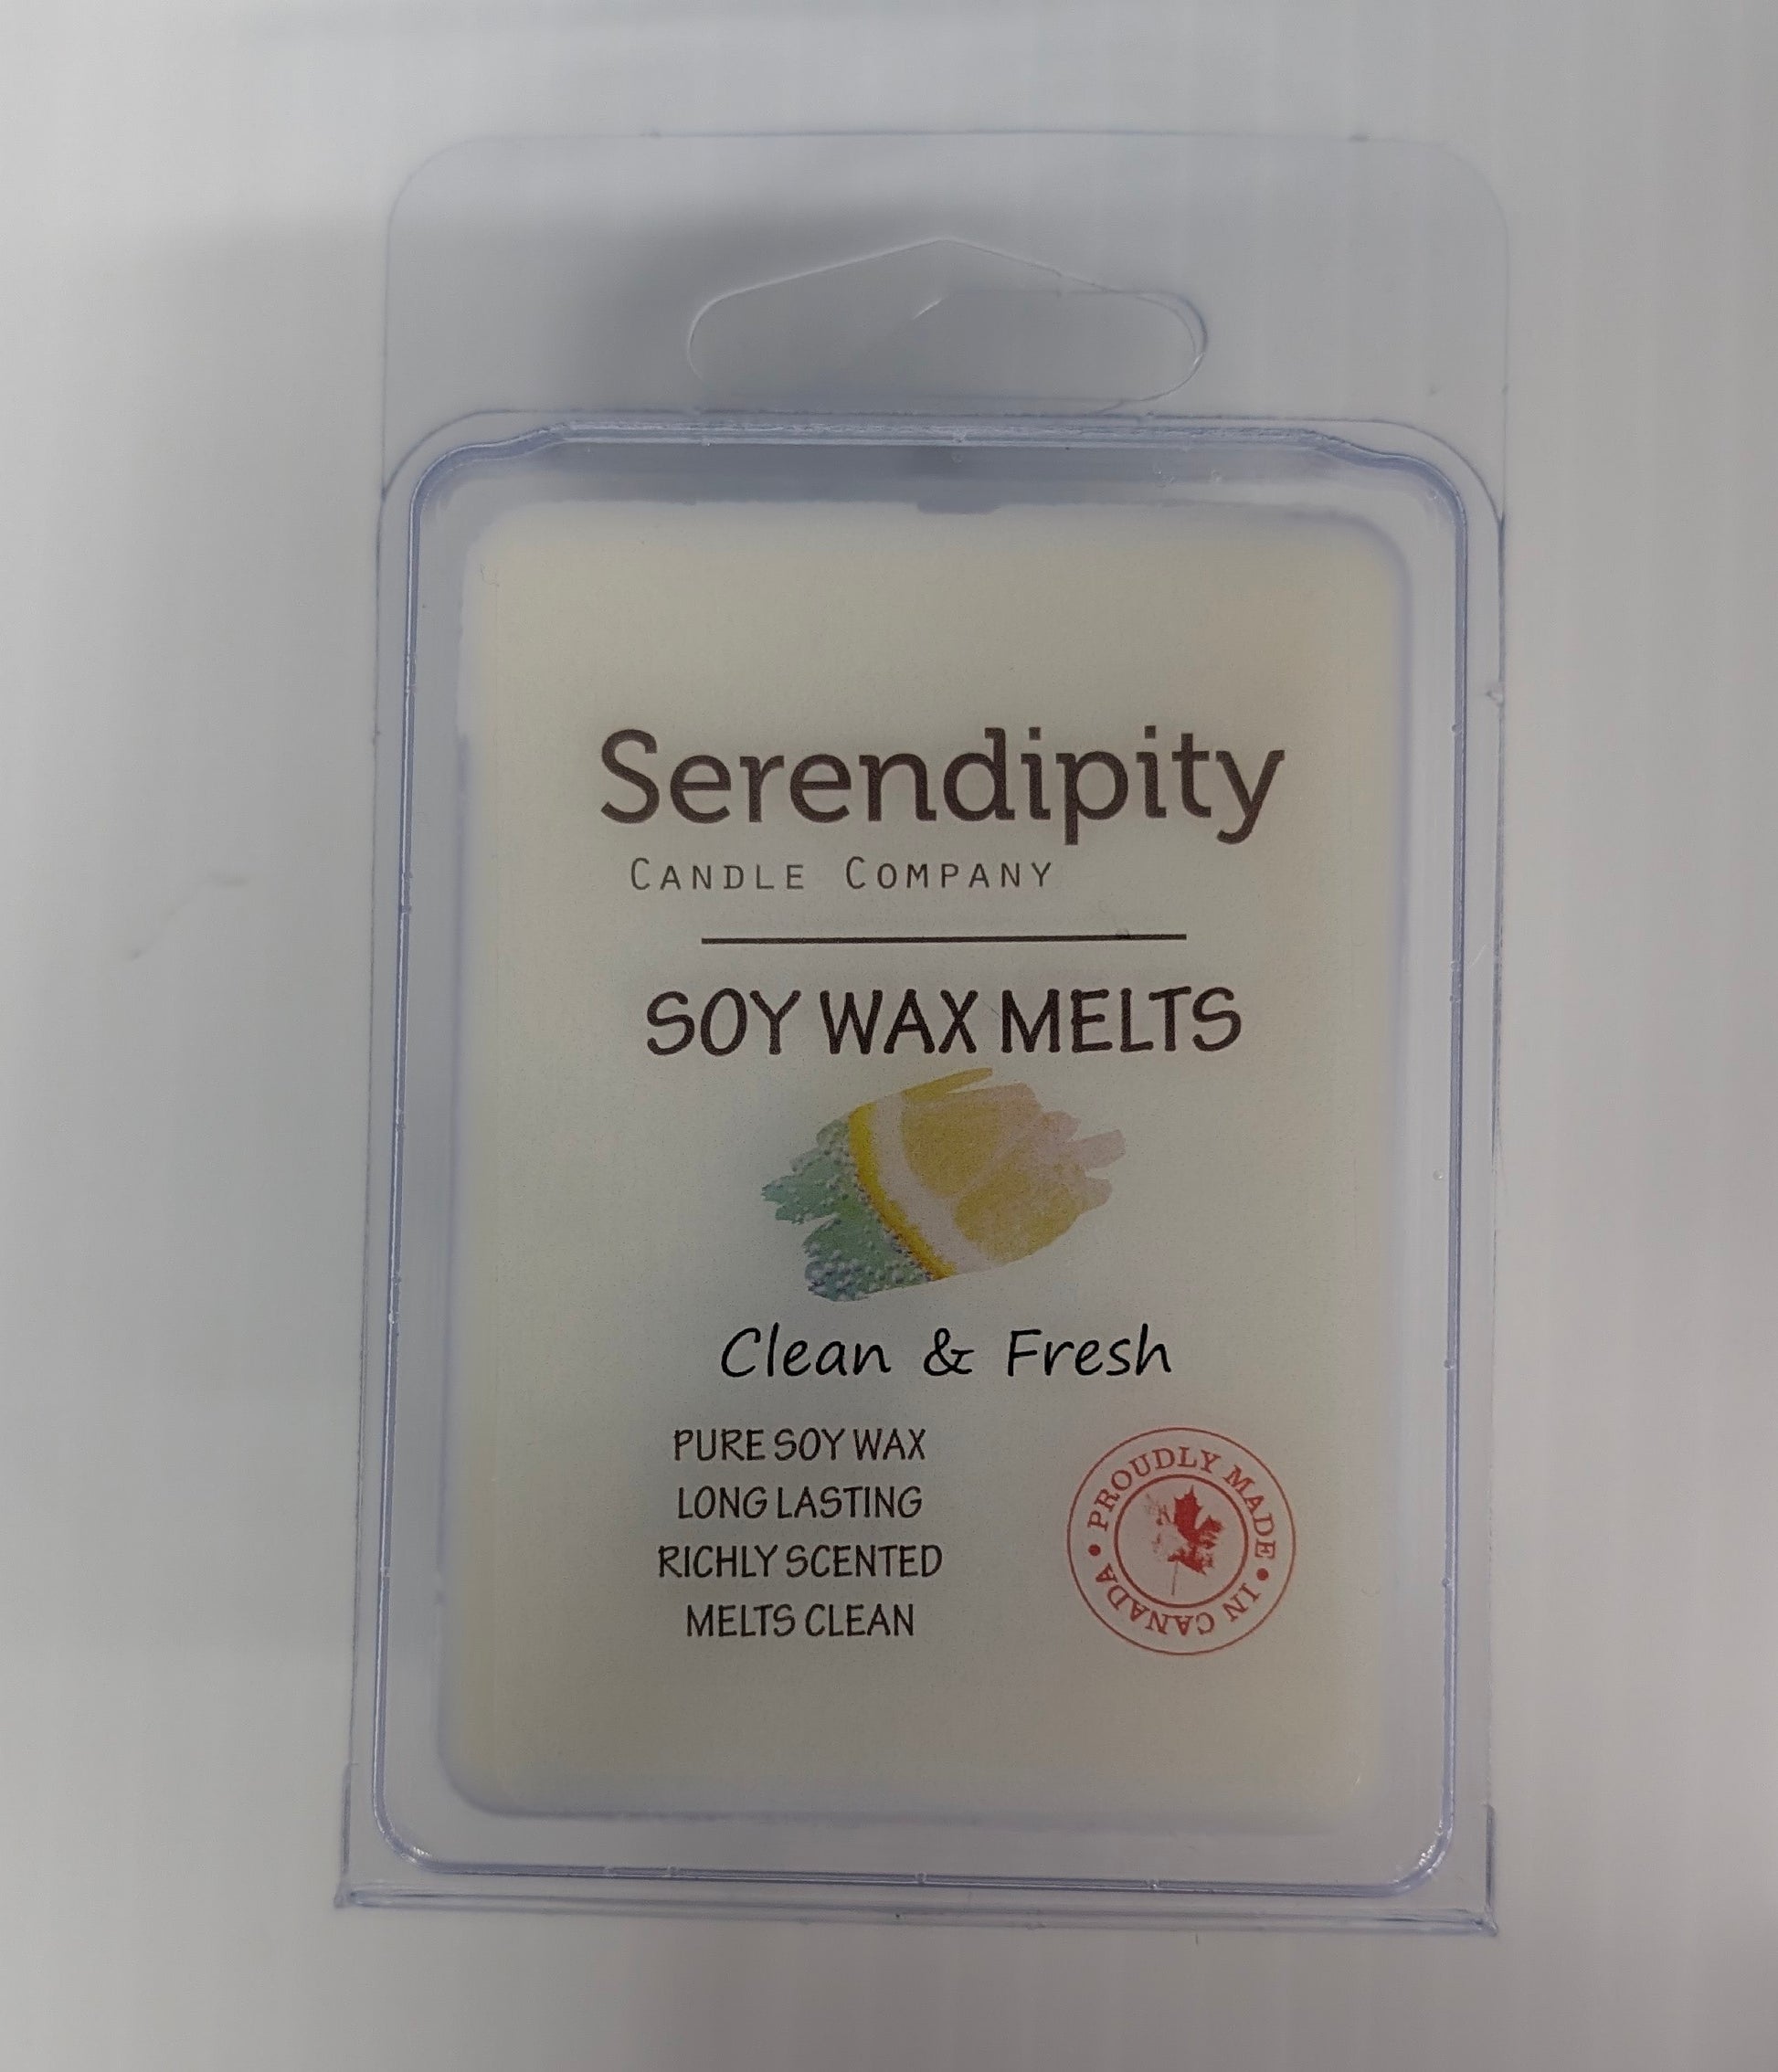 Serendipity
CANDLE COMPANY
SOY WAX MELTS
Clean & Fresh
PURE SOY WAX
LONG LASTING
RICHLY SCENTED
MELTS CLEAN
• PROUDLY MADE •
IN CANADA